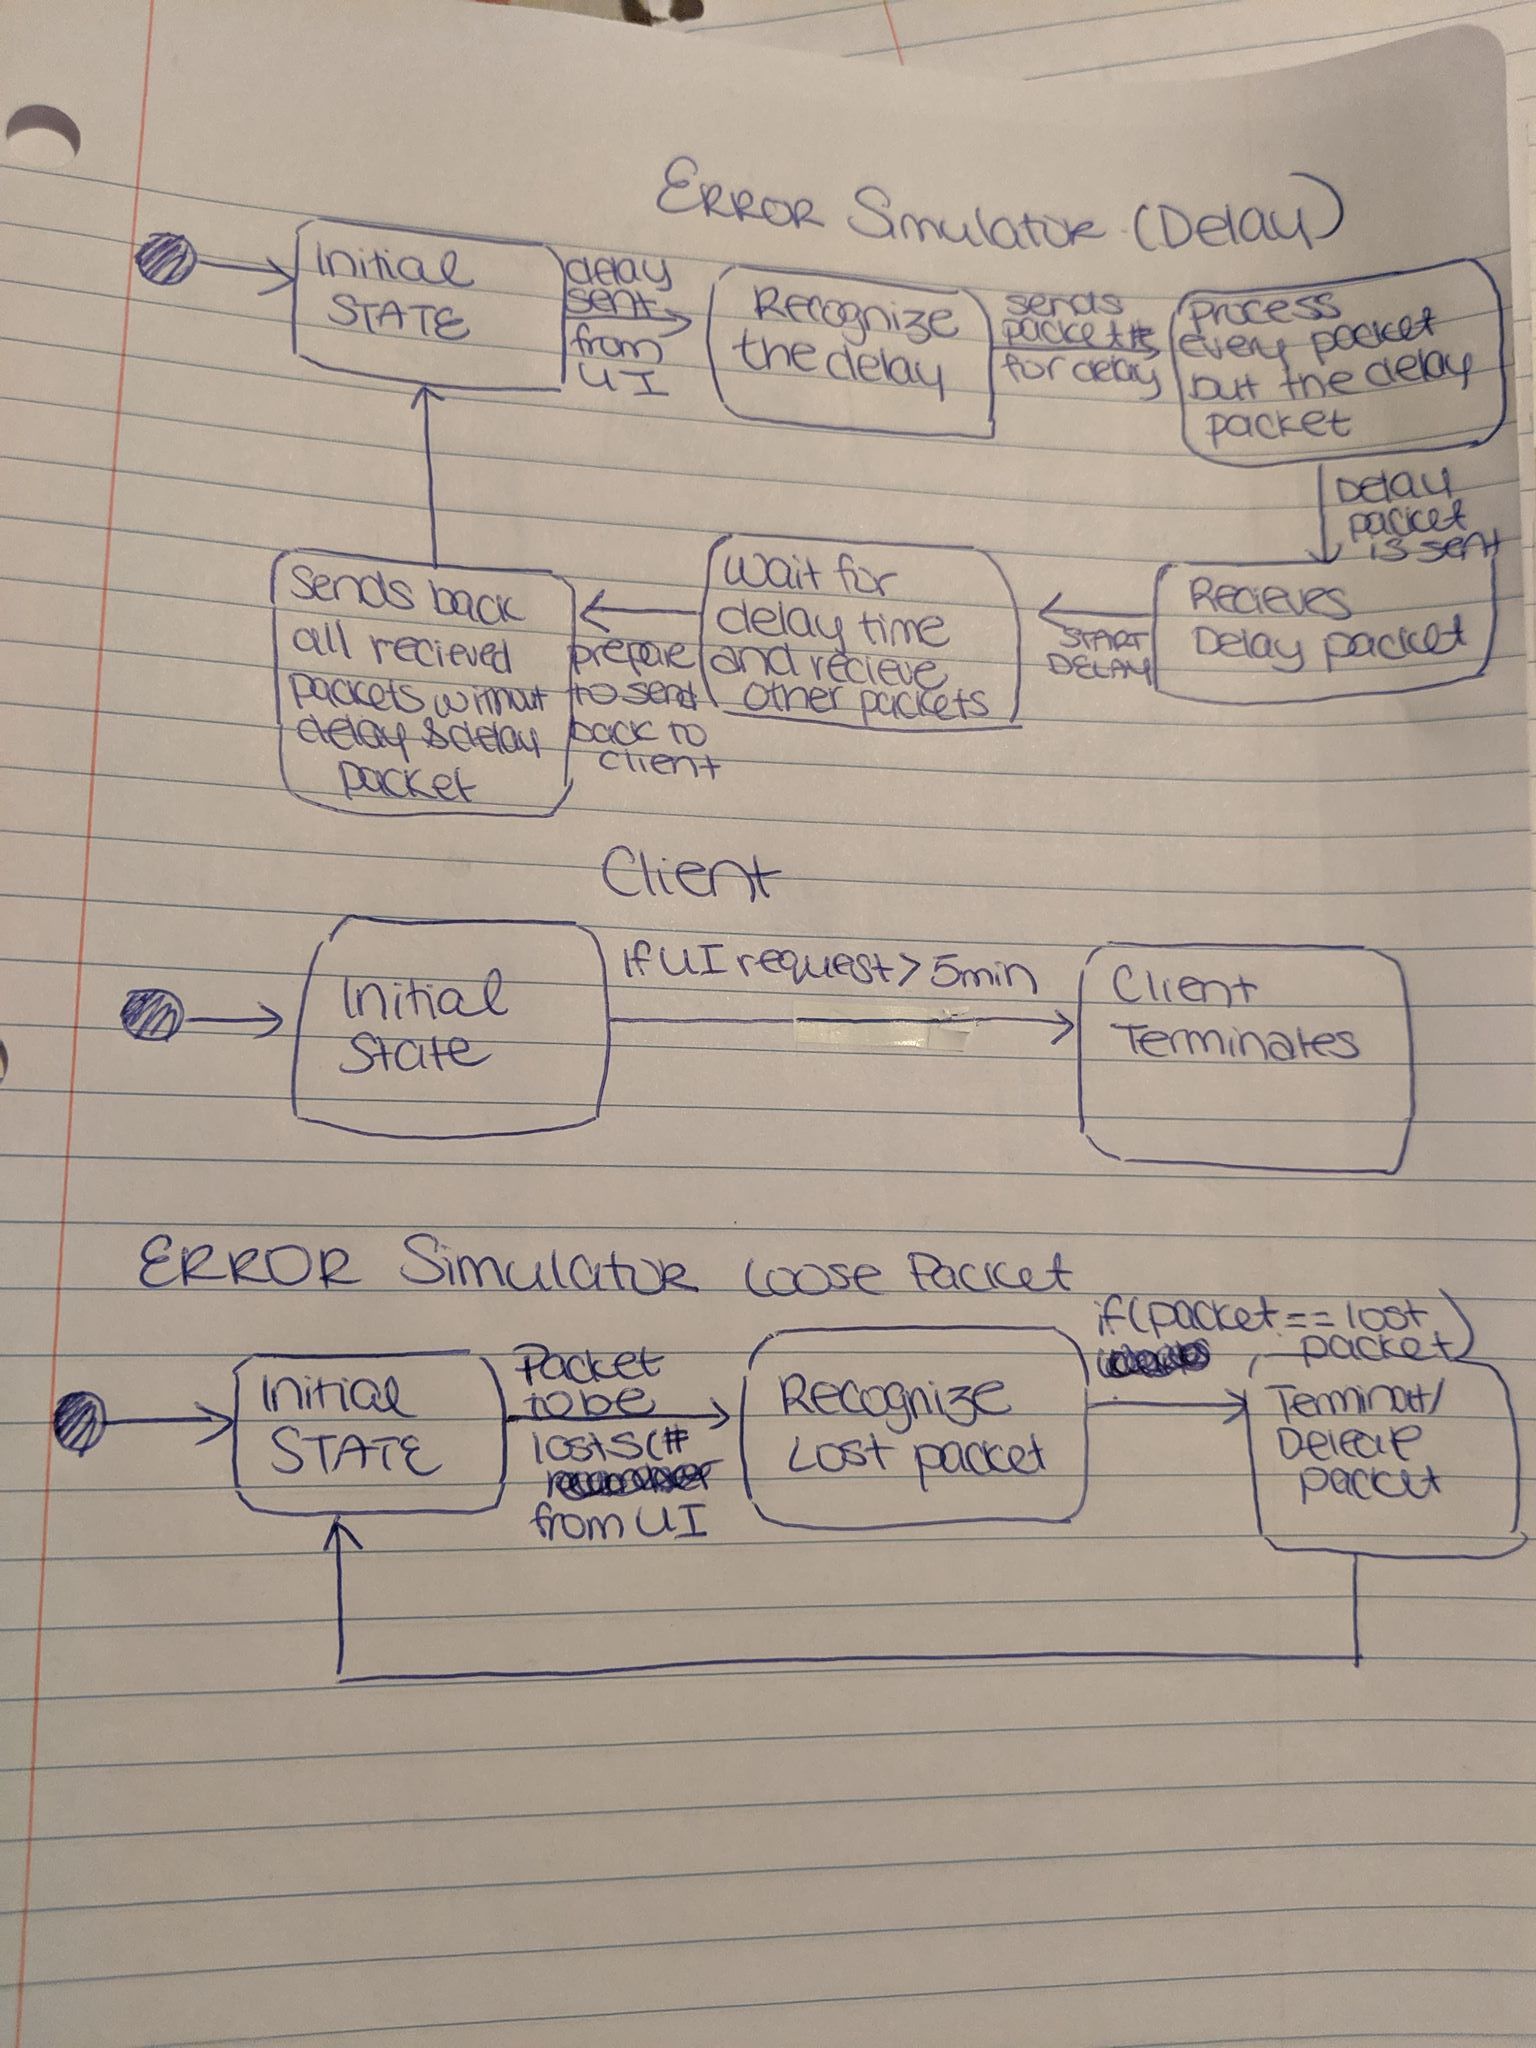 ERROR Simulator (Delay)
Initial
STATE
delay
sent
from
UI
Recognize
the delay
sends
packet #s
for delay
Process
every packet
but the delay
packet
Delay
packet
is sent
Recieves
Delay packet
START
DELAY
Wait for
delay time
and recieve
other packets
prepare
to send
back to
client
Sends back
all recieved
packets without
delay & delay
packet
Client
Initial
State
if UI request > 5min
Client
Terminates
ERROR Simulator Loose Packet
Initial
STATE
Packet
to be
lost
from UI
Recognize
Lost packet
if(packet == lost
packet)
packet